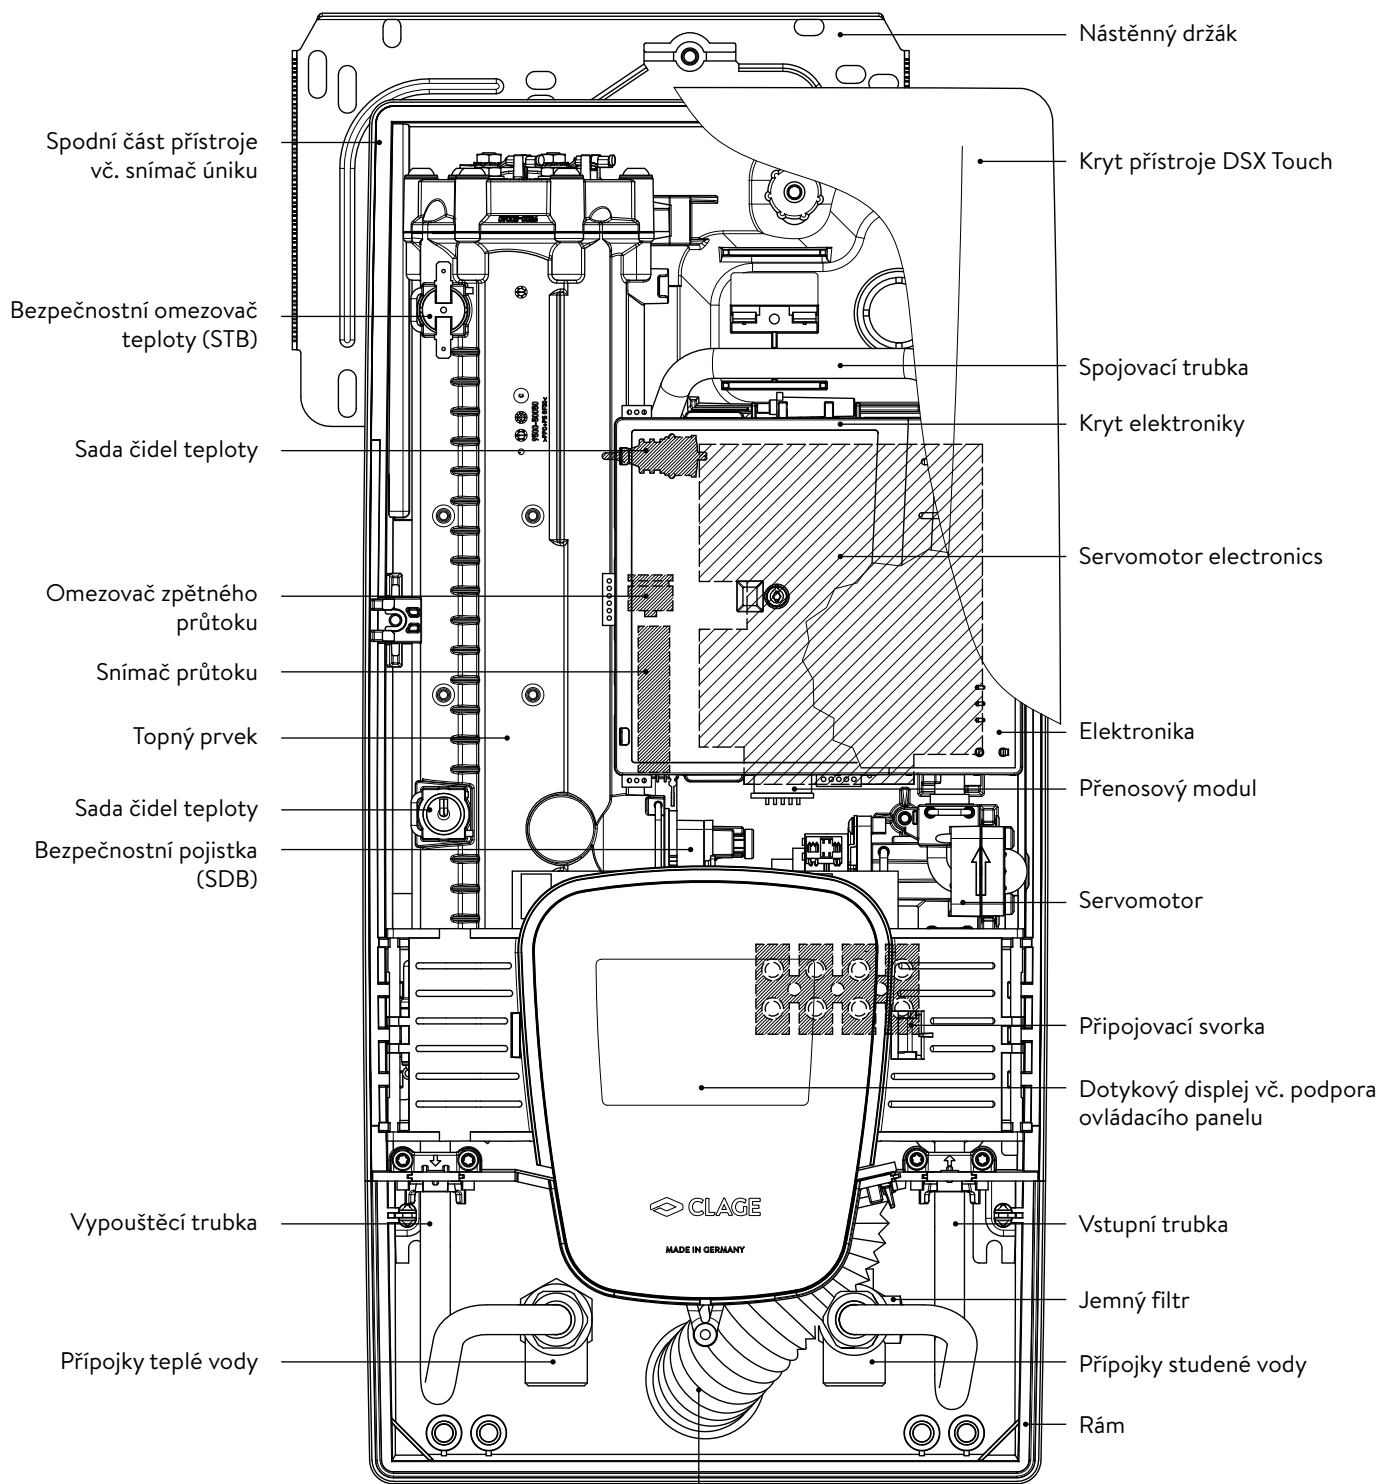 Nástěnný držák
Spodní část přístroje
vč. snímač úniku
Kryt přístroje DSX Touch
Bezpečnostní omezovač
teploty (STB)
Spojovací trubka
Kryt elektroniky
Sada čidel teploty
Servomotor electronics
Omezovač zpětného
průtoku
Snímač průtoku
Topný prvek
Elektronika
Přenosový modul
Sada čidel teploty
Bezpečnostní pojistka
(SDB)
Servomotor
Připojovací svorka
Dotykový displej vč. podpora
ovládacího panelu
CLAGE
MADE IN GERMANY
Vypouštěcí trubka
Vstupní trubka
Jemný filtr
Přípojky teplé vody
Přípojky studené vody
Rám